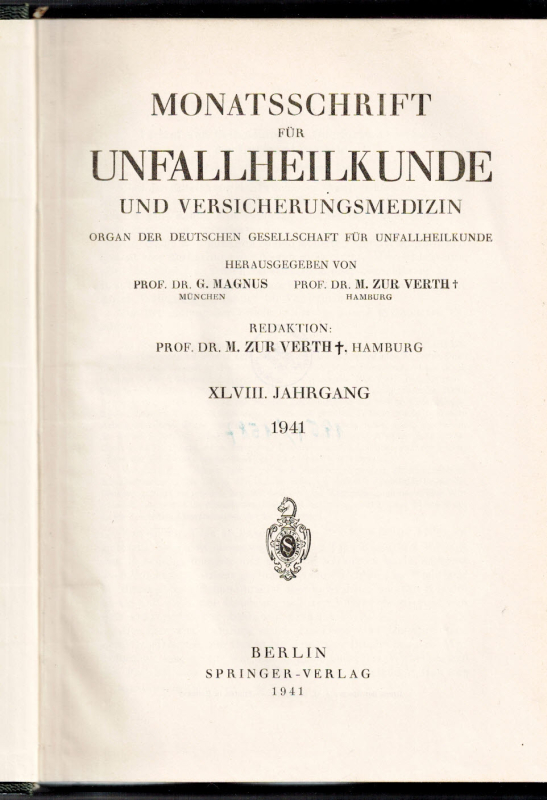 MONATSSCHRIFT
FÜR
UNFALLHEILKUNDE
UND VERSICHERUNGSMEDIZIN
ORGAN DER DEUTSCHEN GESELLSCHAFT FÜR UNFALLHEILKUNDE
HERAUSGEGEBEN VON
PROF. DR. G. MAGNUS PROF. DR. M. ZUR VERTH †
MÜNCHEN HAMBURG
REDAKTION:
PROF. DR. M. ZUR VERTH †, HAMBURG
XLVIII. JAHRGANG
1941
S
BERLIN
SPRINGER-VERLAG
1941